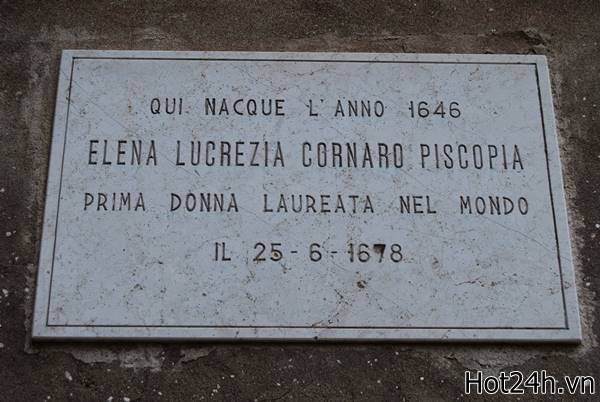 QUI NACQUE L'ANNO 1646
ELENA LUCREZIA CORNARO PISCOPIA
PRIMA DONNA LAUREATA NEL MONDO
IL 25-6-1678
Hot24h.vn